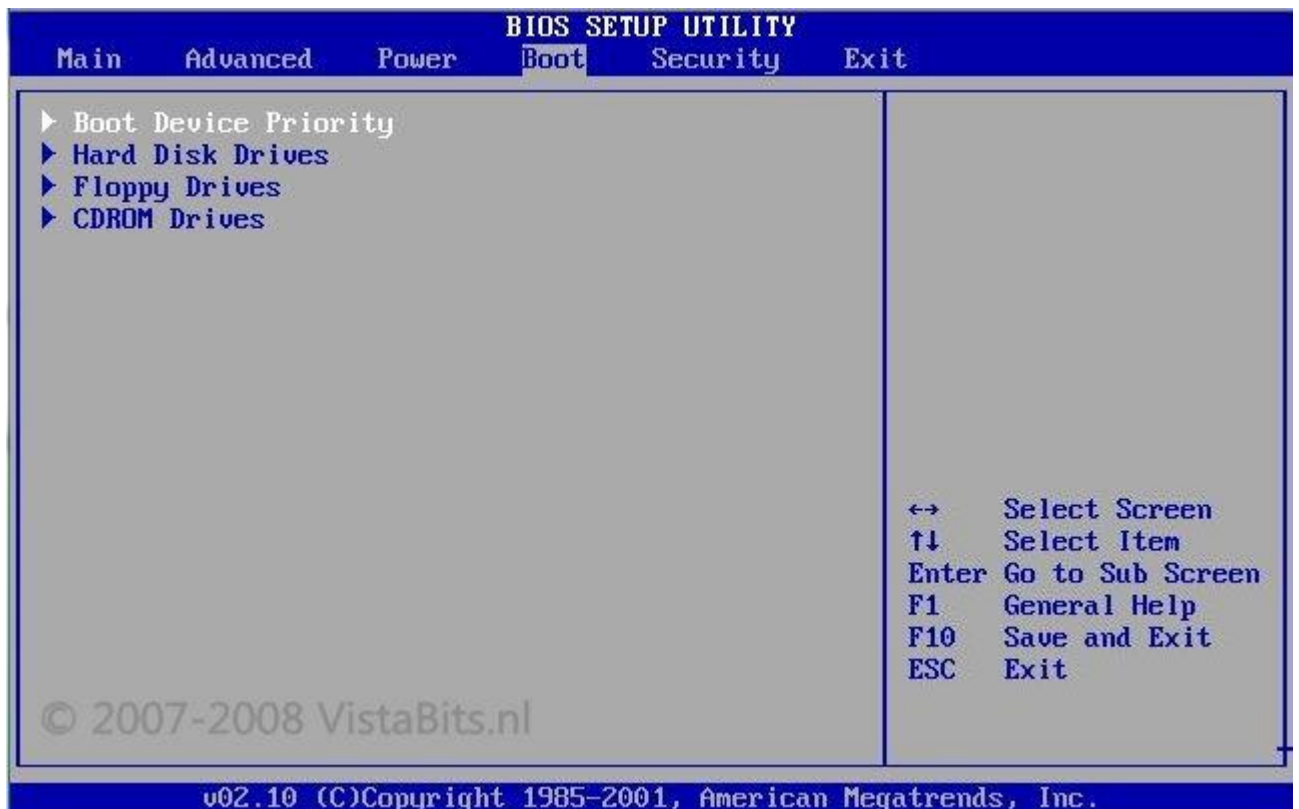 BIOS SETUP UTILITY
Main Advanced Power Boot Security Exit
Boot Device Priority
Hard Disk Drives
Floppy Drives
CDROM Drives
←→ Select Screen
↑↓ Select Item
Enter Go to Sub Screen
F1 General Help
F10 Save and Exit
ESC Exit
© 2007-2008 VistaBits.nl
v02.10 (C)Copyright 1985-2001, American Megatrends, Inc.